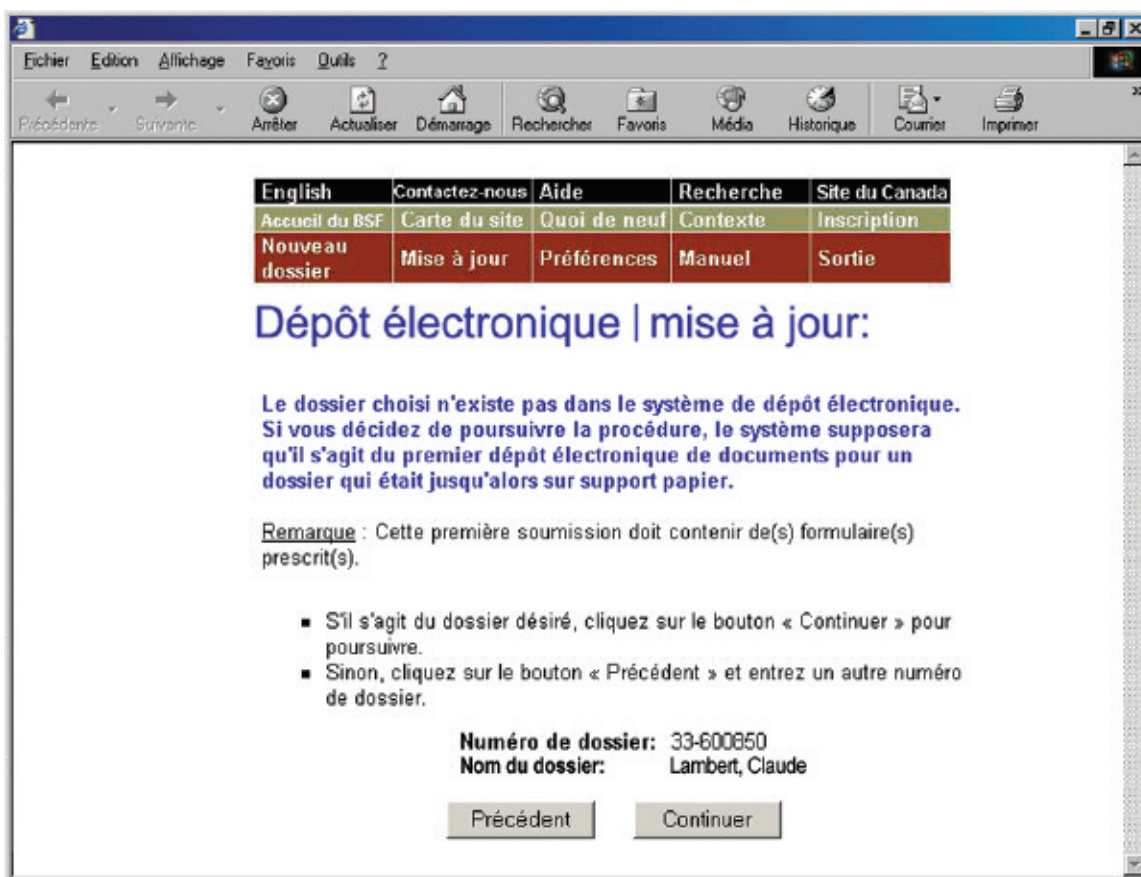 Fichier Edition Affichage Favoris Outils ?
Précédente Suivante Arrêter Actualiser Démarrage Rechercher Favoris Média Historique Courrier Imprimer
English Contactez-nous Aide Recherche Site du Canada
Accueil du BSF Carte du site Quoi de neuf Contexte Inscription
Nouveau dossier Mise à jour Préférences Manuel Sortie
Dépôt électronique | mise à jour:
Le dossier choisi n'existe pas dans le système de dépôt électronique.
Si vous décidez de poursuivre la procédure, le système supposera
qu'il s'agit du premier dépôt électronique de documents pour un
dossier qui était jusqu'alors sur support papier.
Remarque : Cette première soumission doit contenir de(s) formulaire(s)
prescrit(s).
▪ S'il s'agit du dossier désiré, cliquez sur le bouton « Continuer » pour
poursuivre.
▪ Sinon, cliquez sur le bouton « Précédent » et entrez un autre numéro
de dossier.
Numéro de dossier: 33-600850
Nom du dossier: Lambert, Claude
Précédent Continuer